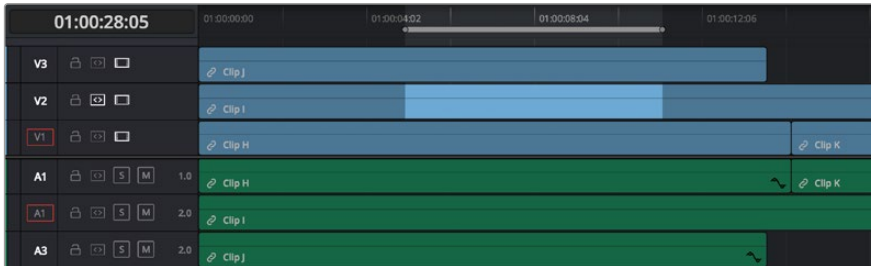 01:00:28:05
01:00:00:00 01:00:04:02 01:00:08:04 01:00:12:06
V3 Clip J
V2 Clip I
V1 Clip H Clip K
A1 S M 1.0 Clip H Clip K
A1 S M 2.0 Clip I
A3 S M 2.0 Clip J